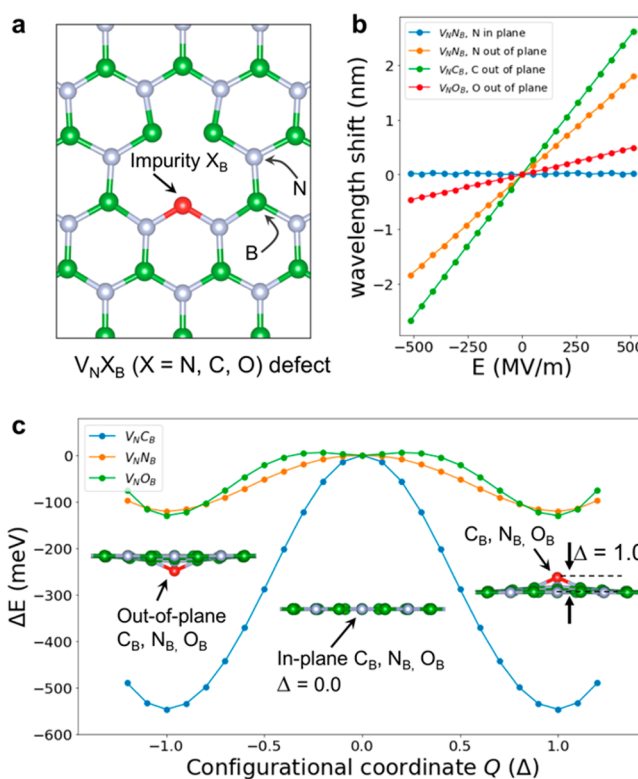 a
Impurity X_B
N
B
V_NX_B (X = N, C, O) defect
b
V_NN_B, N in plane
V_NN_B, N out of plane
V_NC_B, C out of plane
V_NO_B, O out of plane
wavelength shift (nm)
2
1
0
−1
−2
−500 −250 0 250 500
E (MV/m)
c
V_NC_B
V_NN_B
V_NO_B
ΔE (meV)
0
−100
−200
−300
−400
−500
−600
Out-of-plane
C_B, N_B, O_B
In-plane C_B, N_B, O_B
Δ = 0.0
C_B, N_B, O_B
Δ = 1.0
−1.0 −0.5 0.0 0.5 1.0
Configurational coordinate Q (Δ)